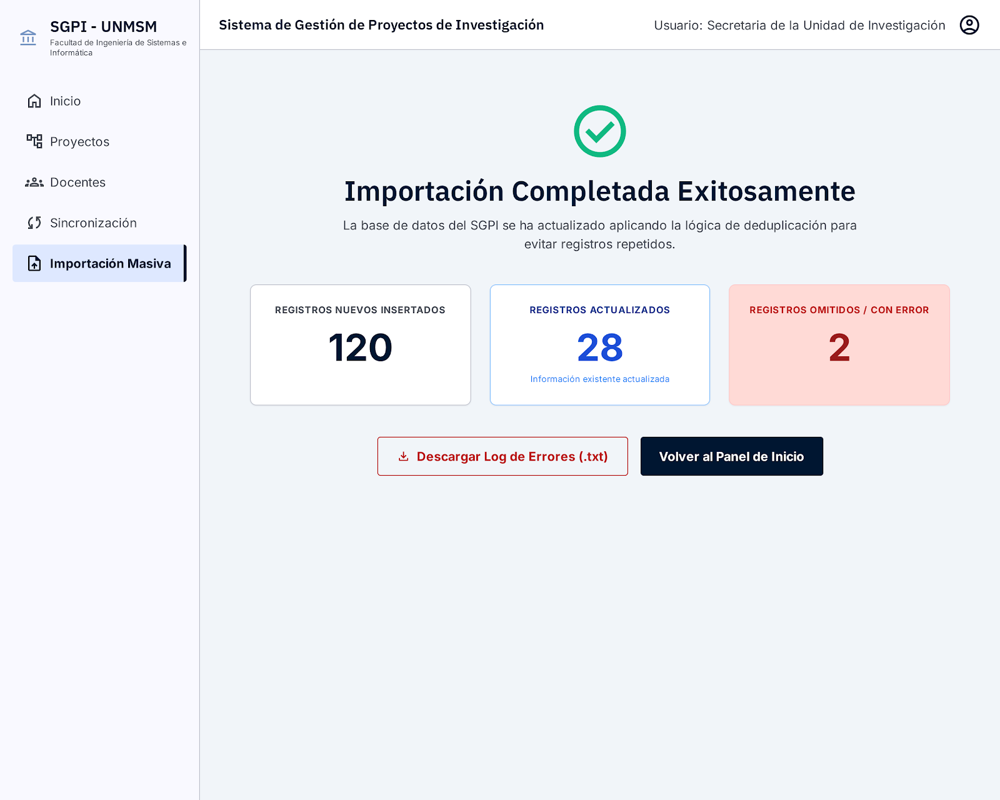 SGPI - UNMSM
Facultad de Ingeniería de Sistemas e
Informática
Inicio
Proyectos
Docentes
Sincronización
Importación Masiva
Sistema de Gestión de Proyectos de Investigación
Usuario: Secretaria de la Unidad de Investigación
Importación Completada Exitosamente
La base de datos del SGPI se ha actualizado aplicando la lógica de deduplicación para
evitar registros repetidos.
REGISTROS NUEVOS INSERTADOS
120
REGISTROS ACTUALIZADOS
28
Información existente actualizada
REGISTROS OMITIDOS / CON ERROR
2
Descargar Log de Errores (.txt)
Volver al Panel de Inicio